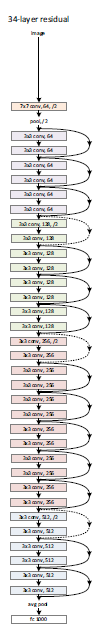 34-layer residual
image
7x7 conv, 64, /2
pool, /2
3x3 conv, 64
3x3 conv, 64
3x3 conv, 64
3x3 conv, 64
3x3 conv, 64
3x3 conv, 64
3x3 conv, 128, /2
3x3 conv, 128
3x3 conv, 128
3x3 conv, 128
3x3 conv, 128
3x3 conv, 128
3x3 conv, 128
3x3 conv, 128
3x3 conv, 256, /2
3x3 conv, 256
3x3 conv, 256
3x3 conv, 256
3x3 conv, 256
3x3 conv, 256
3x3 conv, 256
3x3 conv, 256
3x3 conv, 256
3x3 conv, 256
3x3 conv, 256
3x3 conv, 256
3x3 conv, 512, /2
3x3 conv, 512
3x3 conv, 512
3x3 conv, 512
3x3 conv, 512
3x3 conv, 512
avg pool
fc 1000